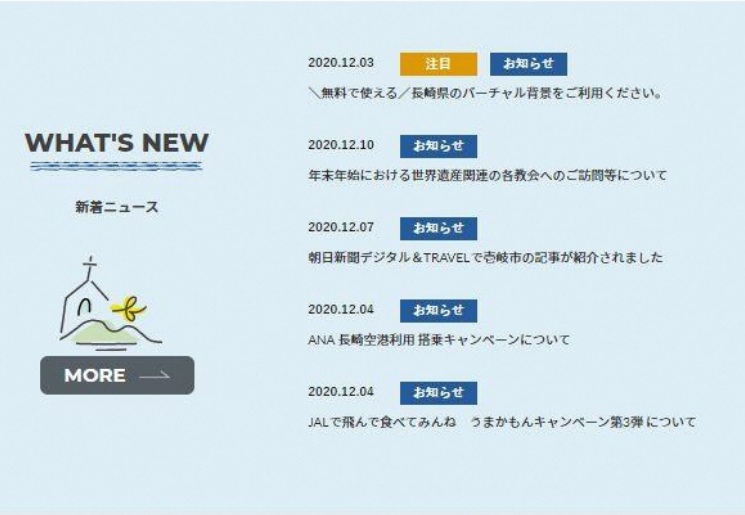 WHAT'S NEW
新着ニュース
MORE
2020.12.03 注目 お知らせ
＼無料で使える／長崎県のバーチャル背景をご利用ください。
2020.12.10 お知らせ
年末年始における世界遺産関連の各教会へのご訪問等について
2020.12.07 お知らせ
朝日新聞デジタル＆TRAVELで壱岐市の記事が紹介されました
2020.12.04 お知らせ
ANA 長崎空港利用 搭乗キャンペーンについて
2020.12.04 お知らせ
JALで飛んで食べてみんね　うまかもんキャンペーン第3弾 について